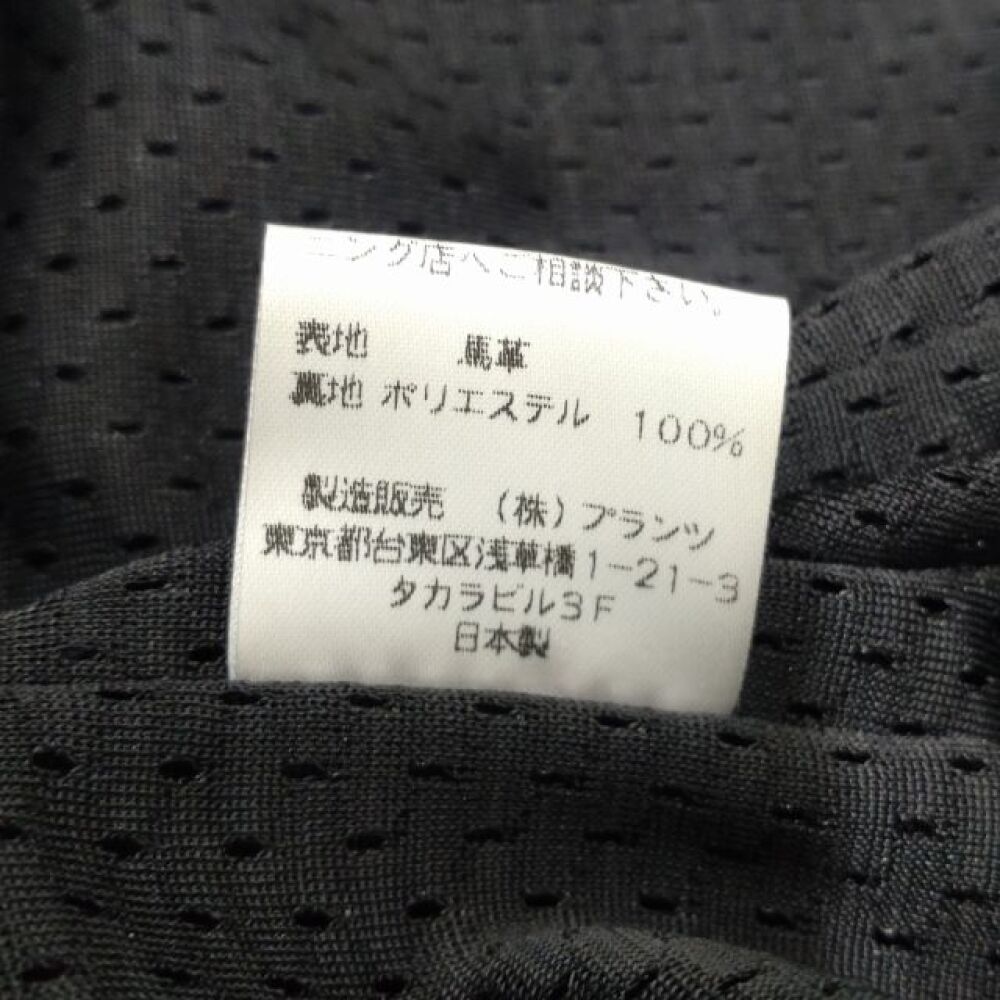 ニング店へご相談下さい。
表地 馬革
裏地 ポリエステル 100%
製造販売 (株)プランツ
東京都台東区浅草橋1-21-3
タカラビル3F
日本製